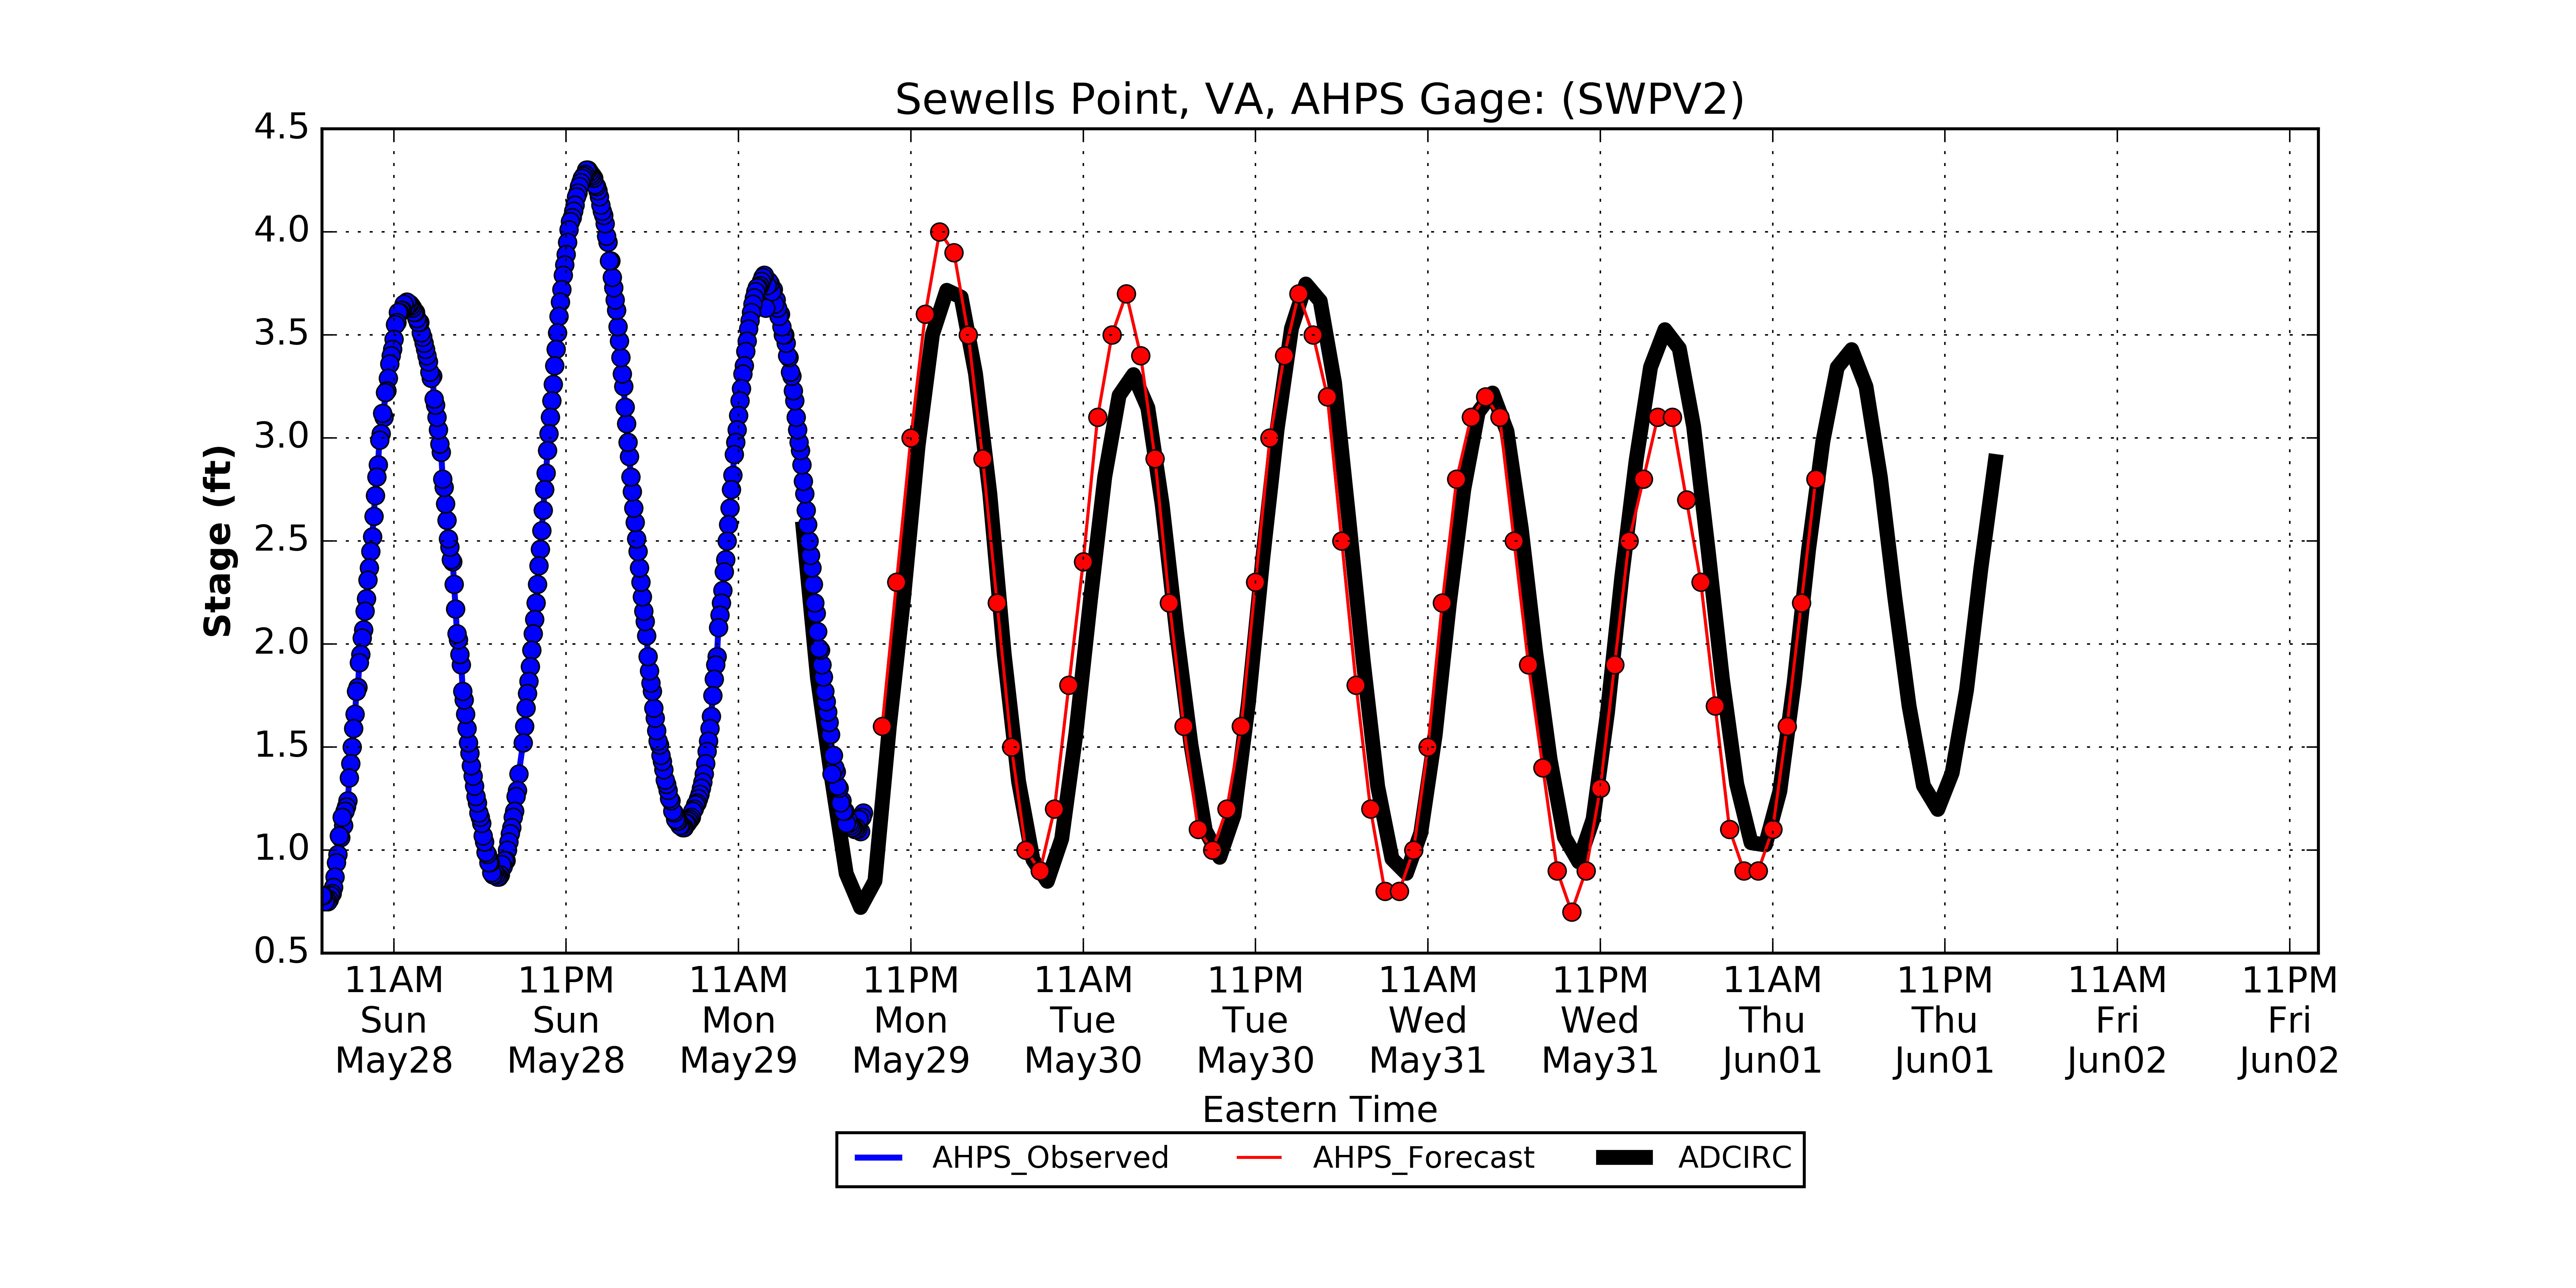 Sewells Point, VA, AHPS Gage: (SWPV2)
4.5
4.0
3.5
3.0
2.5
2.0
1.5
1.0
0.5
Stage (ft)
11AM 11PM 11AM 11PM 11AM 11PM 11AM 11PM 11AM 11PM 11AM 11PM
Sun Sun Mon Mon Tue Tue Wed Wed Thu Thu Fri Fri
May28 May28 May29 May29 May30 May30 May31 May31 Jun01 Jun01 Jun02 Jun02
Eastern Time
AHPS_Observed AHPS_Forecast ADCIRC